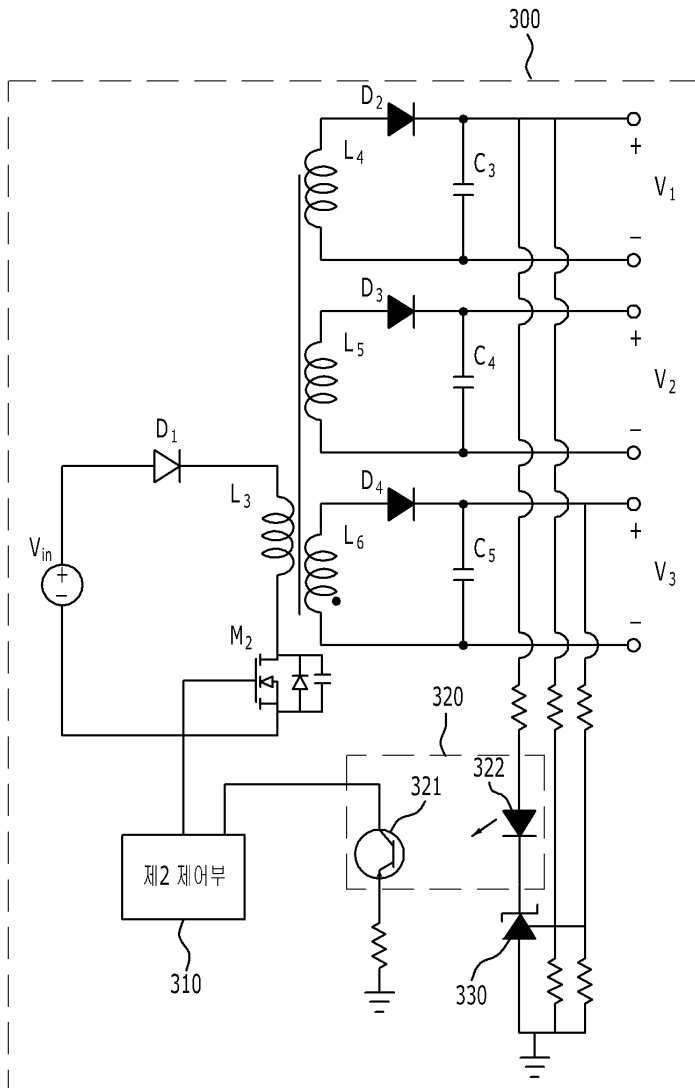 300
D2
L4
C3
+
V1
−
D3
L5
C4
+
V2
−
D1
L3
D4
L6
C5
+
V3
−
Vin
+
−
M2
320
322
321
제2 제어부
310
330